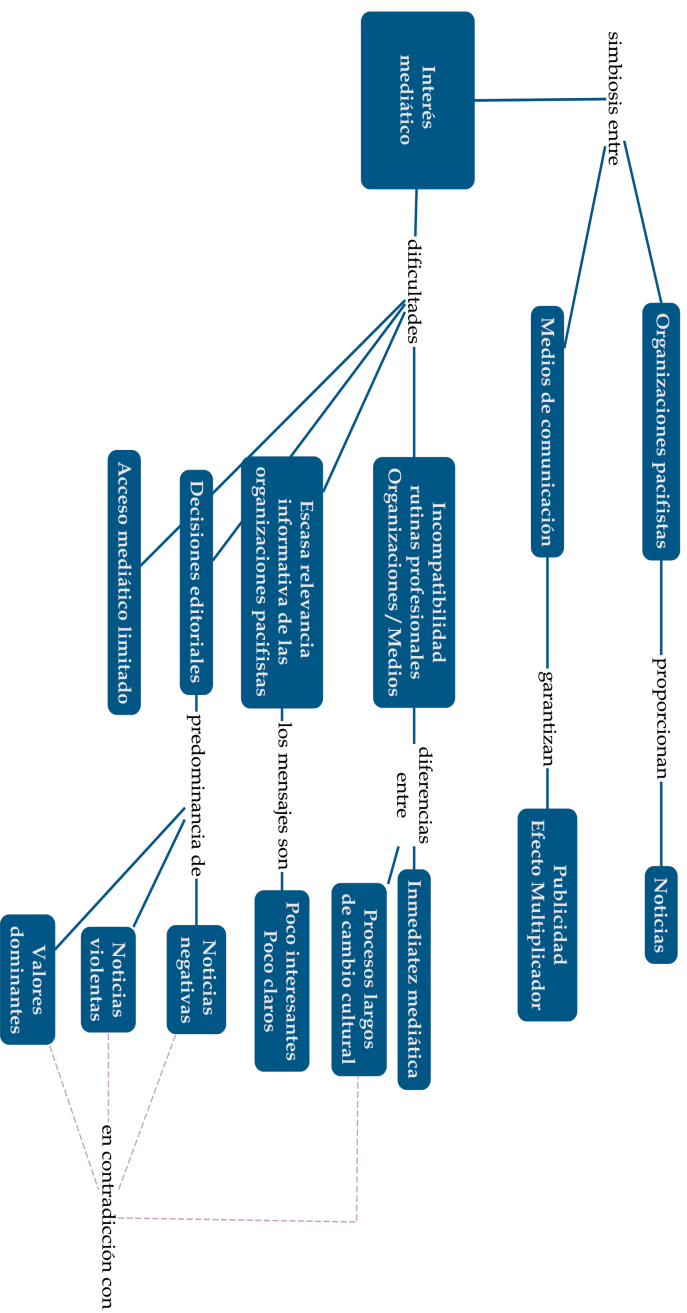 simbiosis entre
Organizaciones pacifistas
proporcionan
Noticias
Medios de comunicación
garantizan
Publicidad
Efecto Multiplicador
Interés
mediático
dificultades
Incompatibilidad
rutinas profesionales
Organizaciones / Medios
diferencias
entre
Inmediatez mediática
Procesos largos
de cambio cultural
Escasa relevancia
informativa de las
organizaciones pacifistas
los mensajes son
Poco interesantes
Poco claros
Decisiones editoriales
predominancia de
Noticias
negativas
Noticias
violentas
Valores
dominantes
Acceso mediático limitado
en contradicción con